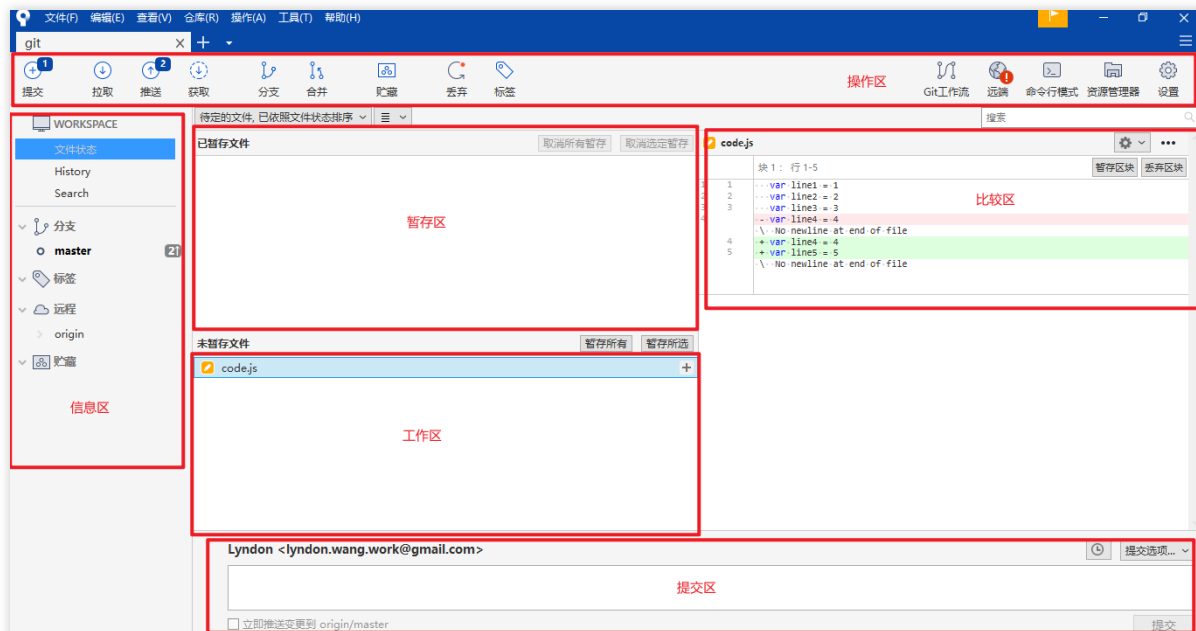 文件(F) 编辑(E) 查看(V) 仓库(R) 操作(A) 工具(T) 帮助(H)
git
1 2
提交 拉取 推送 获取 分支 合并 贮藏 丢弃 标签 操作区 Git工作流 远端 命令行模式 资源管理器 设置
WORKSPACE
文件状态
History
Search
分支
master 2↑
标签
远程
origin
贮藏
信息区
待定的文件, 已依照文件状态排序
搜索
已暂存文件 取消所有暂存 取消选定暂存
暂存区
未暂存文件 暂存所有 暂存所选
code.js
工作区
code.js
块 1： 行 1-5 暂存区块 丢弃区块
比较区
1 1 var line1 = 1
2 2 var line2 = 2
3 3 var line3 = 3
4 - var line4 = 4
\ No newline at end of file
4 + var line4 = 4
5 + var line5 = 5
\ No newline at end of file
Lyndon <lyndon.wang.work@gmail.com> 提交选项...
提交区
立即推送变更到 origin/master 提交